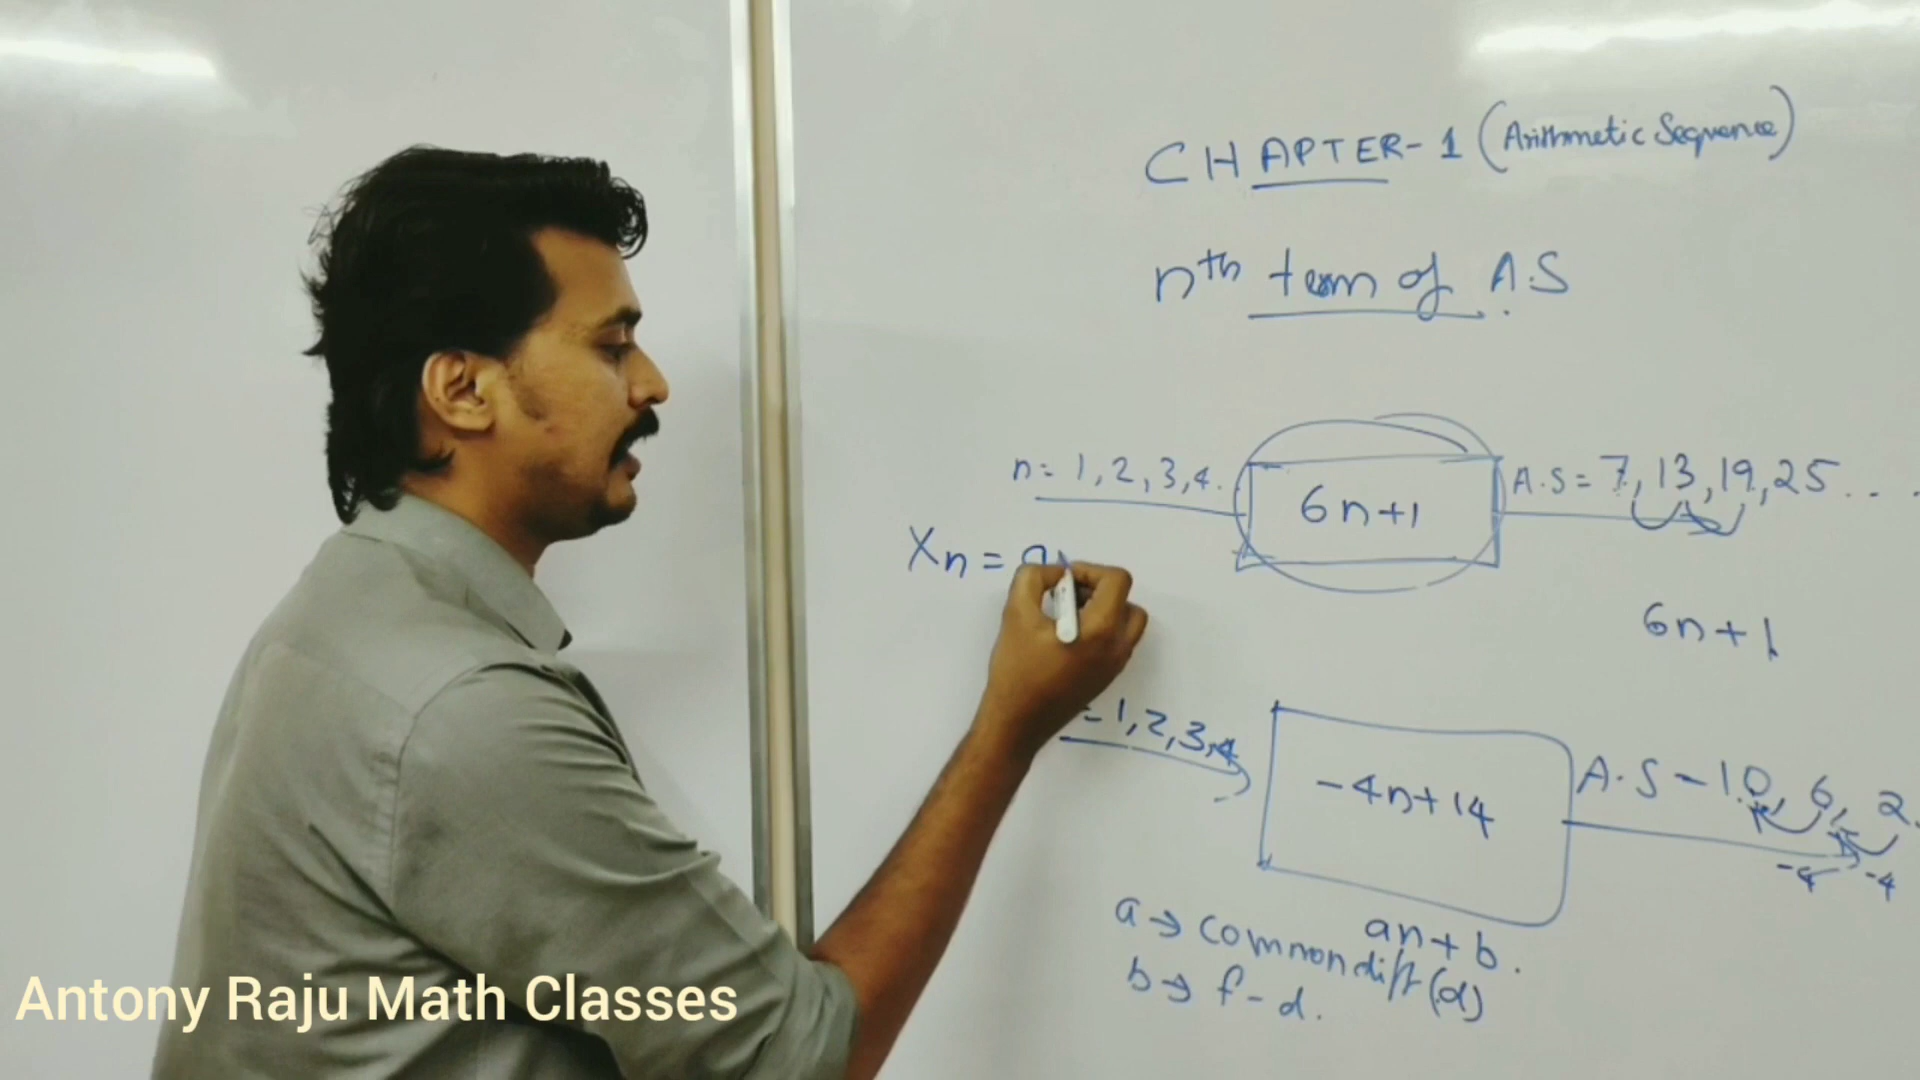 CHAPTER-1 (Arithmetic Sequence)
nth term of A.S
n= 1,2,3,4.
6n+1
A.S = 7,13,19,25...
Xn = a
6n+1
=1,2,3,4
-4n+14
A.S - 10, 6, 2.
-4 -4
an+b.
a → common diff(d)
b → f-d.
Antony Raju Math Classes